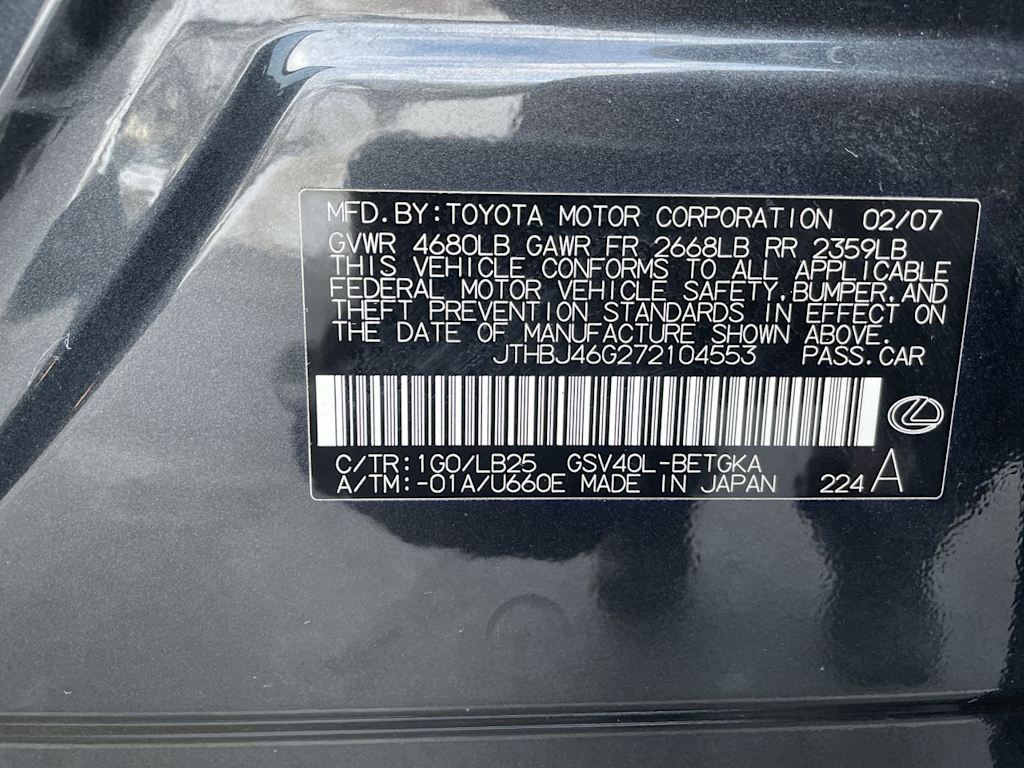 MFD.BY:TOYOTA MOTOR CORPORATION 02/07
GVWR 4680LB GAWR FR 2668LB RR 2359LB
THIS VEHICLE CONFORMS TO ALL APPLICABLE
FEDERAL MOTOR VEHICLE SAFETY,BUMPER,AND
THEFT PREVENTION STANDARDS IN EFFECT ON
THE DATE OF MANUFACTURE SHOWN ABOVE.
JTHBJ46G272104553 PASS.CAR
C/TR:1G0/LB25 GSV40L-BETGKA
A/TM:-01A/U660E MADE IN JAPAN 224 A